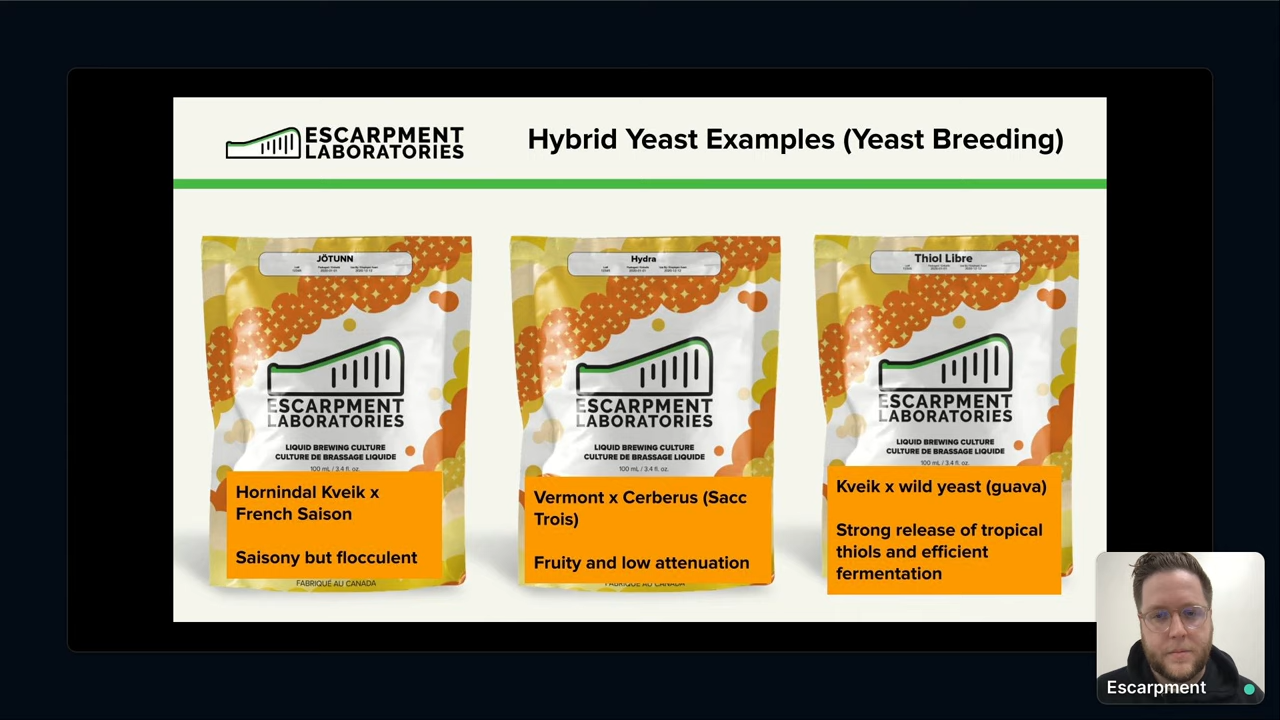 ESCARPMENT
LABORATORIES
Hybrid Yeast Examples (Yeast Breeding)
JÖTUNN
ESCARPMENT
LABORATORIES
LIQUID BREWING CULTURE
CULTURE DE BRASSAGE LIQUIDE
100 mL / 3.4 fl. oz.
Hornindal Kveik x
French Saison
Saisony but flocculent
FABRIQUÉ AU CANADA
Hydra
ESCARPMENT
LABORATORIES
LIQUID BREWING CULTURE
CULTURE DE BRASSAGE LIQUIDE
100 mL / 3.4 fl. oz.
Vermont x Cerberus (Sacc
Trois)
Fruity and low attenuation
Thiol Libre
ESCARPMENT
LABORATORIES
LIQUID BREWING CULTURE
CULTURE DE BRASSAGE LIQUIDE
100 mL / 3.4 fl. oz.
Kveik x wild yeast (guava)
Strong release of tropical
thiols and efficient
fermentation
Escarpment